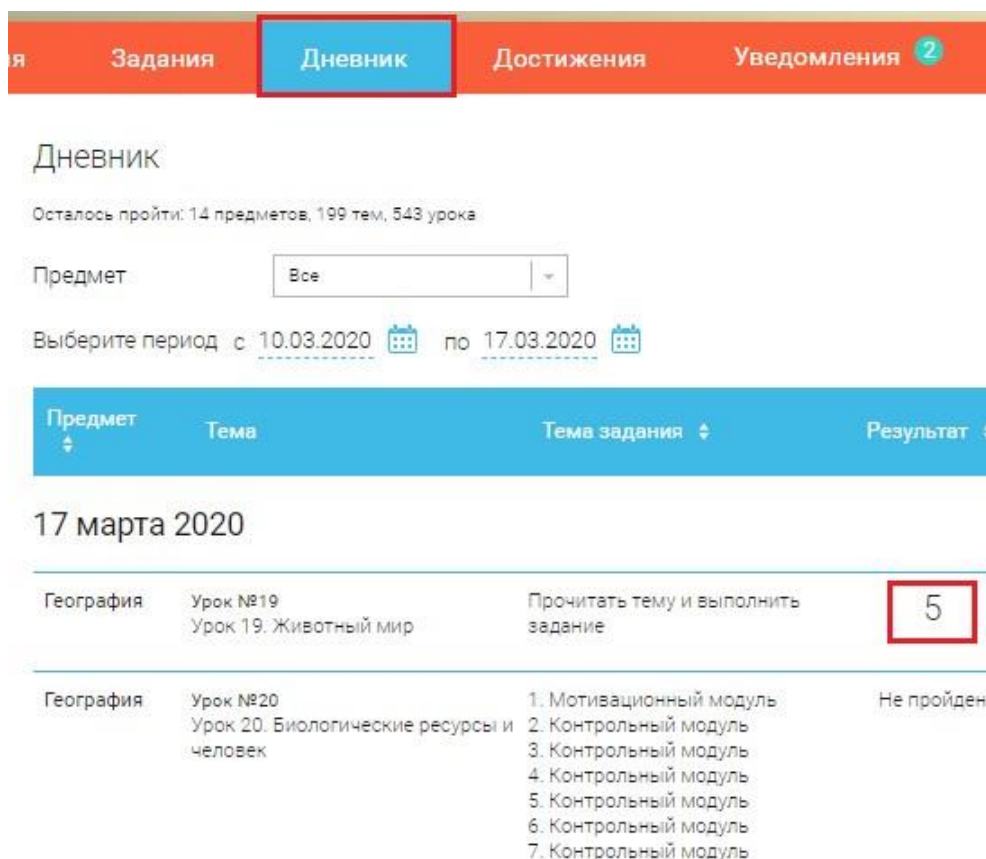 ия Задания Дневник Достижения Уведомления 2
Дневник
Осталось пройти: 14 предметов, 199 тем, 543 урока
Предмет Все
Выберите период с 10.03.2020 по 17.03.2020
Предмет Тема Тема задания Результат
17 марта 2020
География Урок №19 Прочитать тему и выполнить 5
Урок 19. Животный мир задание
География Урок №20 1. Мотивационный модуль Не пройден
Урок 20. Биологические ресурсы и 2. Контрольный модуль
человек 3. Контрольный модуль
4. Контрольный модуль
5. Контрольный модуль
6. Контрольный модуль
7. Контрольный модуль